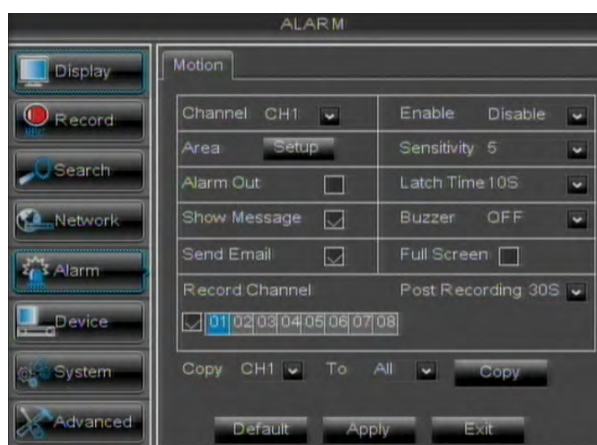 ALARM
Display
Record
REC
Search
Network
Alarm
Device
System
Advanced
Motion
Channel CH1 Enable Disable
Area Setup Sensitivity 5
Alarm Out Latch Time 10S
Show Message Buzzer OFF
Send Email Full Screen
Record Channel Post Recording 30S
01 02 03 04 05 06 07 08
Copy CH1 To All Copy
Default Apply Exit